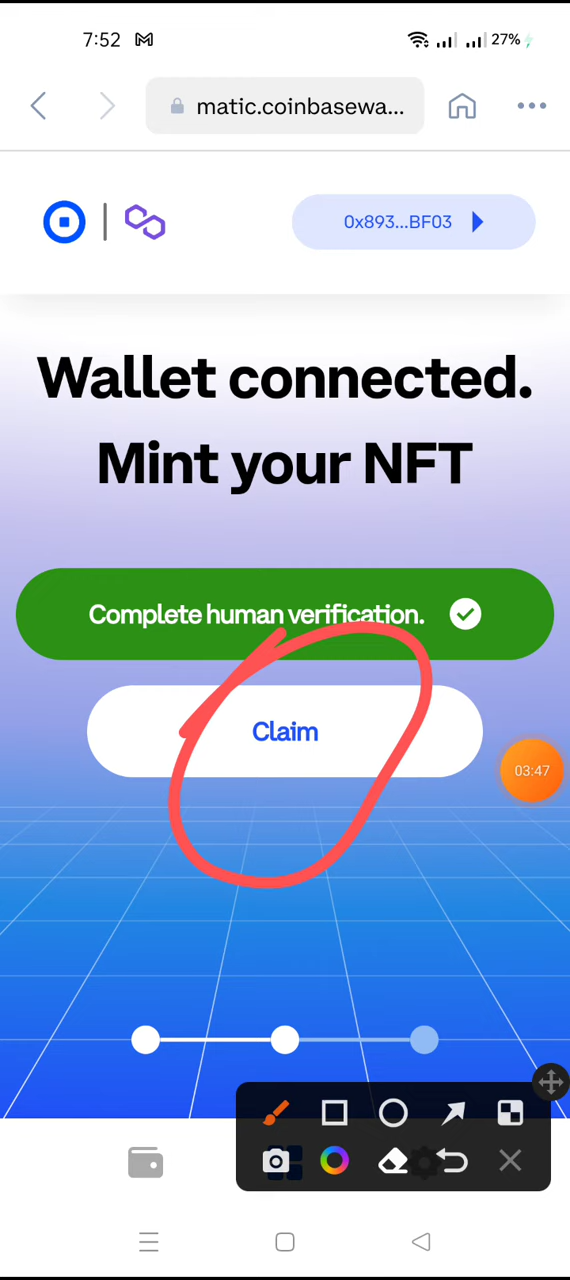 7:52
27%
matic.coinbasewa...
0x893...BF03
Wallet connected.
Mint your NFT
Complete human verification.
Claim
03:47